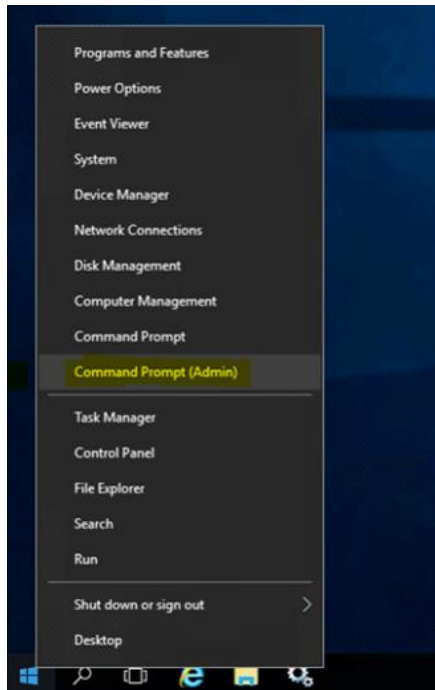 Programs and Features
Power Options
Event Viewer
System
Device Manager
Network Connections
Disk Management
Computer Management
Command Prompt
Command Prompt (Admin)
Task Manager
Control Panel
File Explorer
Search
Run
Shut down or sign out
Desktop